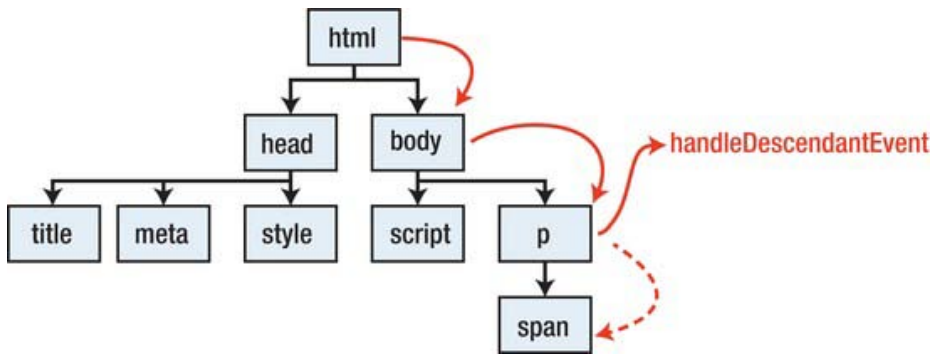 html
head
body
handleDescendantEvent
title
meta
style
script
p
span